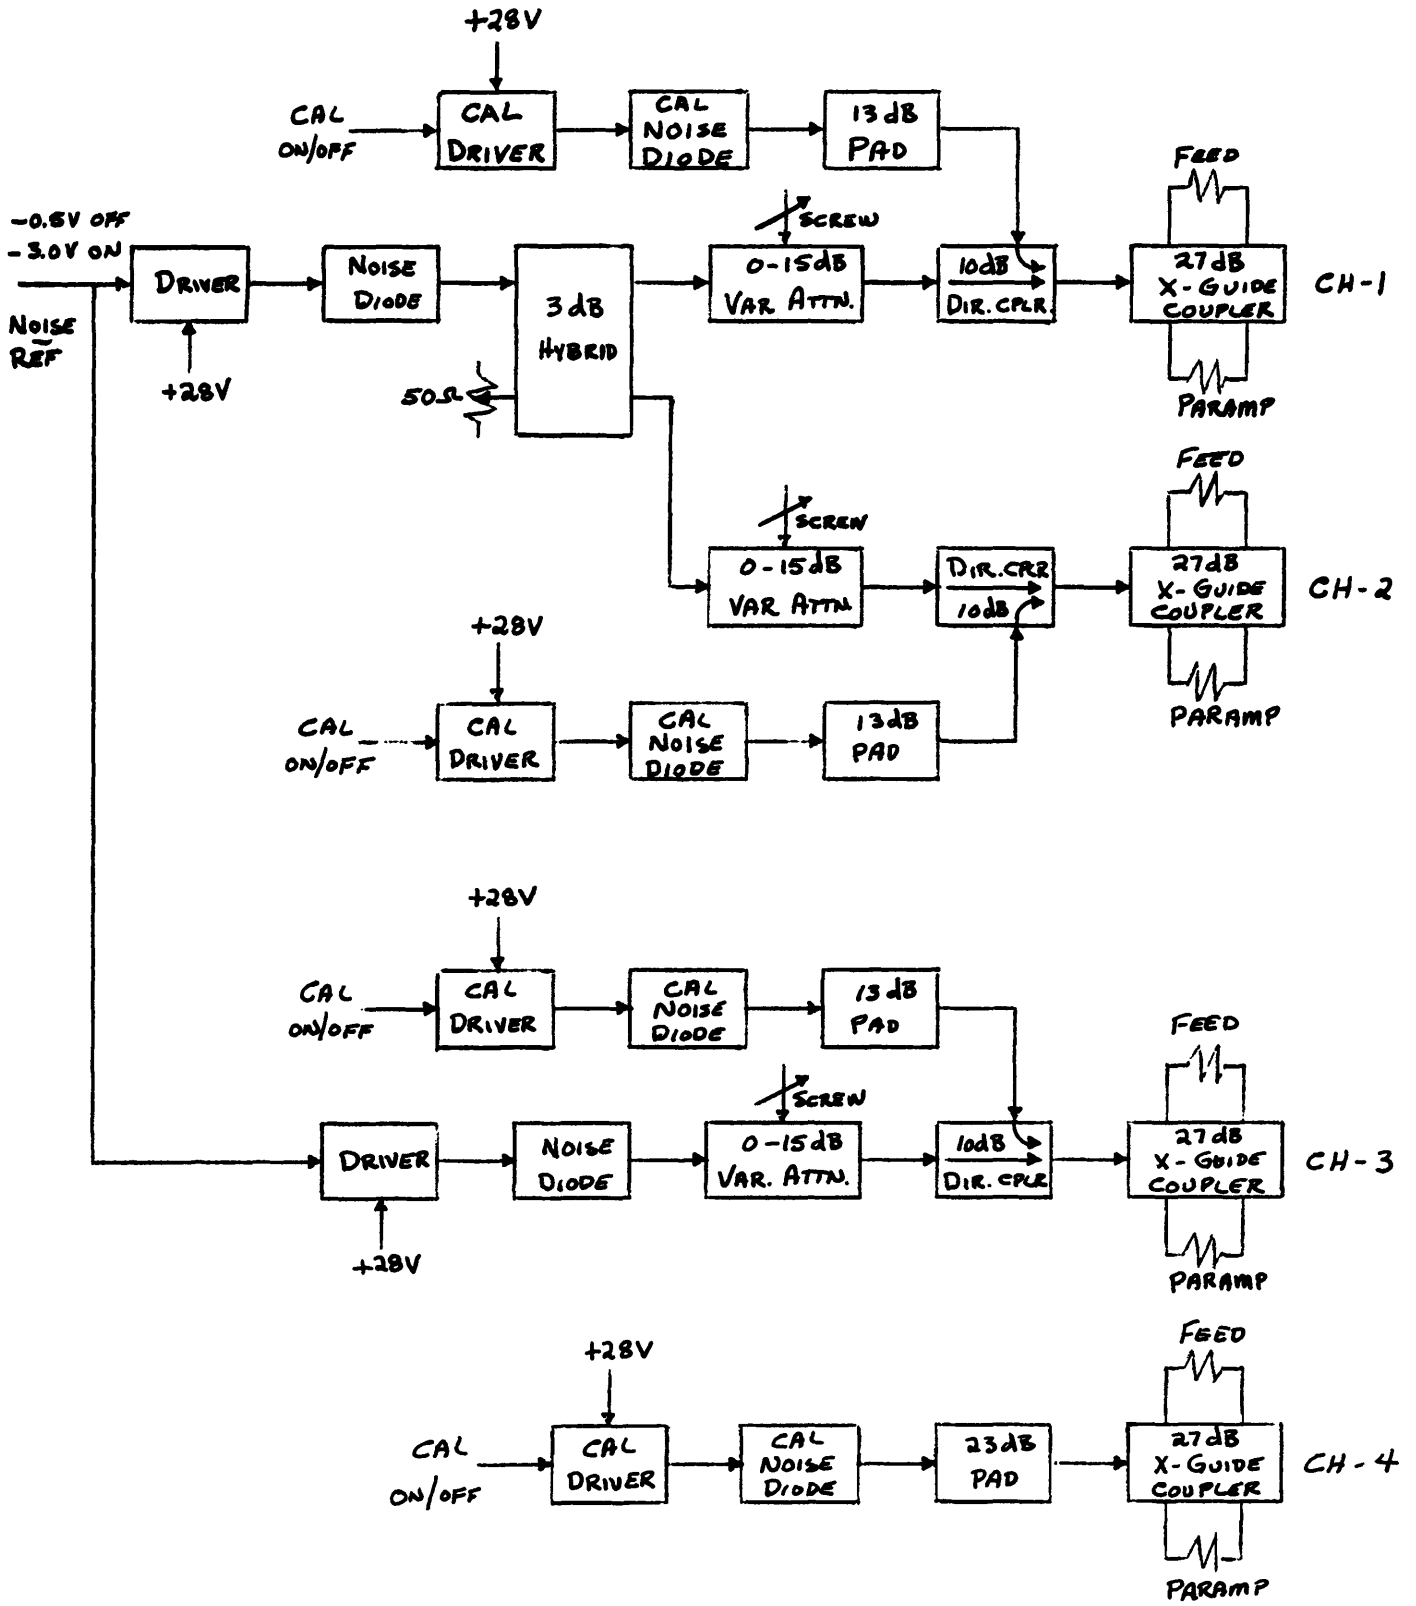 +28V
CAL
ON/OFF
CAL
DRIVER
CAL
NOISE
DIODE
13 dB
PAD
FEED
-0.5V OFF
-3.0V ON
NOISE
REF
DRIVER
+28V
NOISE
DIODE
3 dB
HYBRID
50Ω
SCREW
0-15dB
VAR ATTN.
10dB
DIR. CPLR.
27dB
X-GUIDE
COUPLER
CH-1
PARAMP
FEED
SCREW
0-15dB
VAR ATTN
DIR. CPLR
10dB
27dB
X-GUIDE
COUPLER
CH-2
PARAMP
+28V
CAL
ON/OFF
CAL
DRIVER
CAL
NOISE
DIODE
13dB
PAD
+28V
CAL
ON/OFF
CAL
DRIVER
CAL
NOISE
DIODE
13dB
PAD
FEED
SCREW
DRIVER
+28V
NOISE
DIODE
0-15dB
VAR. ATTN.
10dB
DIR. CPLR
27dB
X-GUIDE
COUPLER
CH-3
PARAMP
FEED
+28V
CAL
ON/OFF
CAL
DRIVER
CAL
NOISE
DIODE
23dB
PAD
27dB
X-GUIDE
COUPLER
CH-4
PARAMP